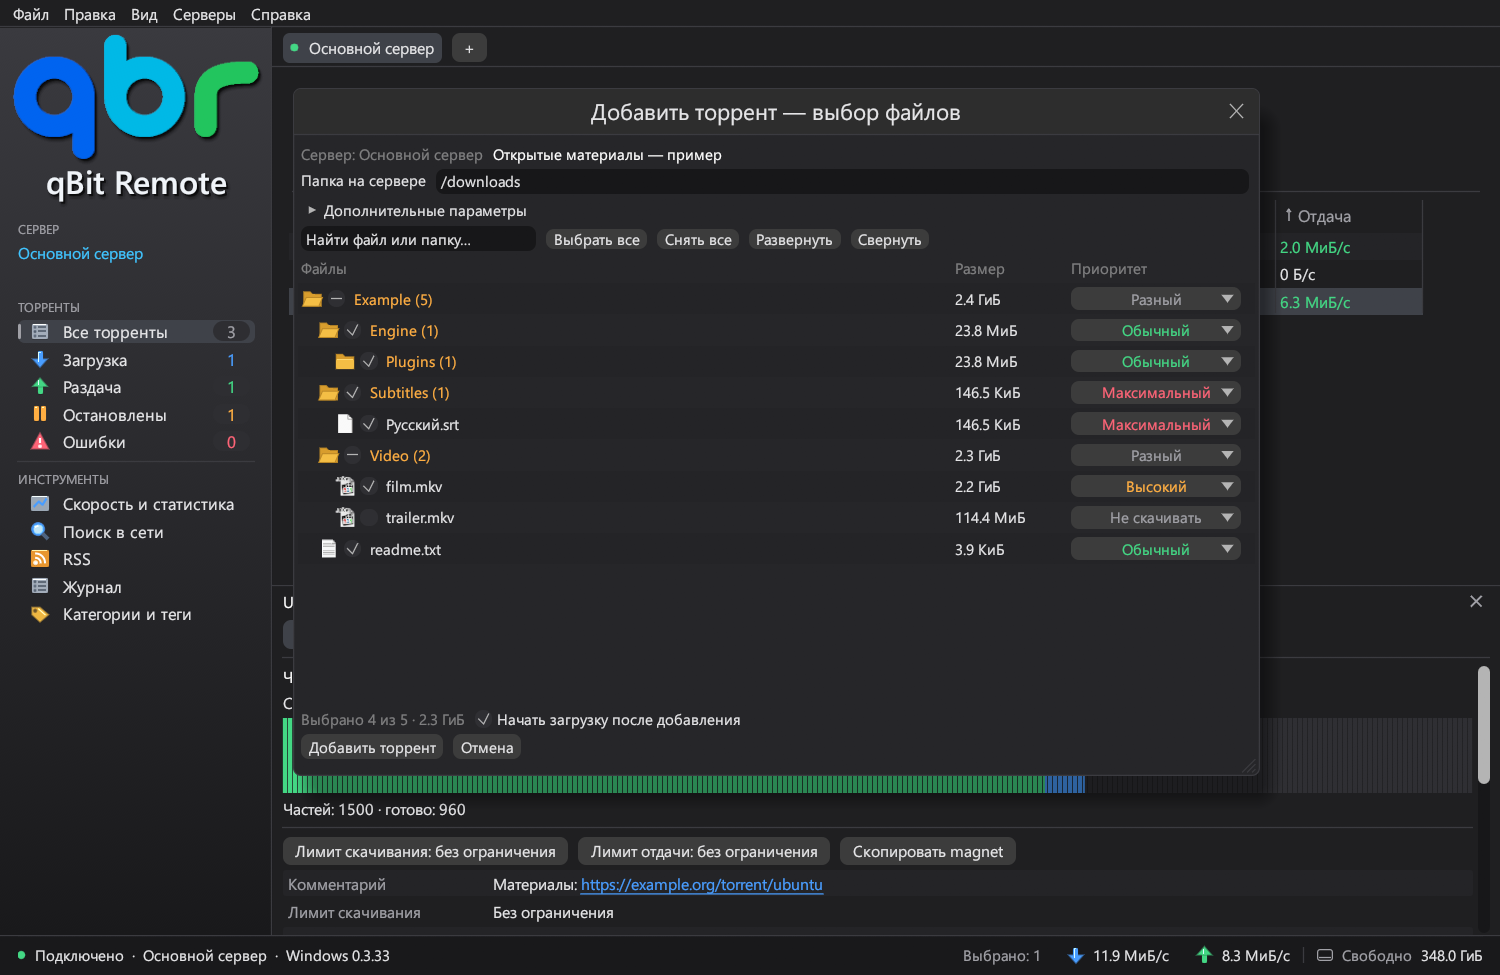 Файл Правка Вид Серверы Справка
qbr
qBit Remote
СЕРВЕР
Основной сервер
ТОРРЕНТЫ
Все торренты 3
Загрузка 1
Раздача 1
Остановлены 1
Ошибки 0
ИНСТРУМЕНТЫ
Скорость и статистика
Поиск в сети
RSS
Журнал
Категории и теги
Основной сервер +
Добавить торрент — выбор файлов
Сервер: Основной сервер Открытые материалы — пример
Папка на сервере /downloads
Дополнительные параметры
Найти файл или папку... Выбрать все Снять все Развернуть Свернуть
Файлы Размер Приоритет
Example (5) 2.4 ГиБ Разный
Engine (1) 23.8 МиБ Обычный
Plugins (1) 23.8 МиБ Обычный
Subtitles (1) 146.5 КиБ Максимальный
Русский.srt 146.5 КиБ Максимальный
Video (2) 2.3 ГиБ Разный
film.mkv 2.2 ГиБ Высокий
trailer.mkv 114.4 МиБ Не скачивать
readme.txt 3.9 КиБ Обычный
Выбрано 4 из 5 · 2.3 ГиБ Начать загрузку после добавления
Добавить торрент Отмена
↑ Отдача
2.0 МиБ/с
0 Б/с
6.3 МиБ/с
U
Ч
С
Частей: 1500 · готово: 960
Лимит скачивания: без ограничения Лимит отдачи: без ограничения Скопировать magnet
Комментарий Материалы: https://example.org/torrent/ubuntu
Лимит скачивания Без ограничения
Подключено · Основной сервер · Windows 0.3.33 Выбрано: 1 11.9 МиБ/с 8.3 МиБ/с Свободно 348.0 ГиБ